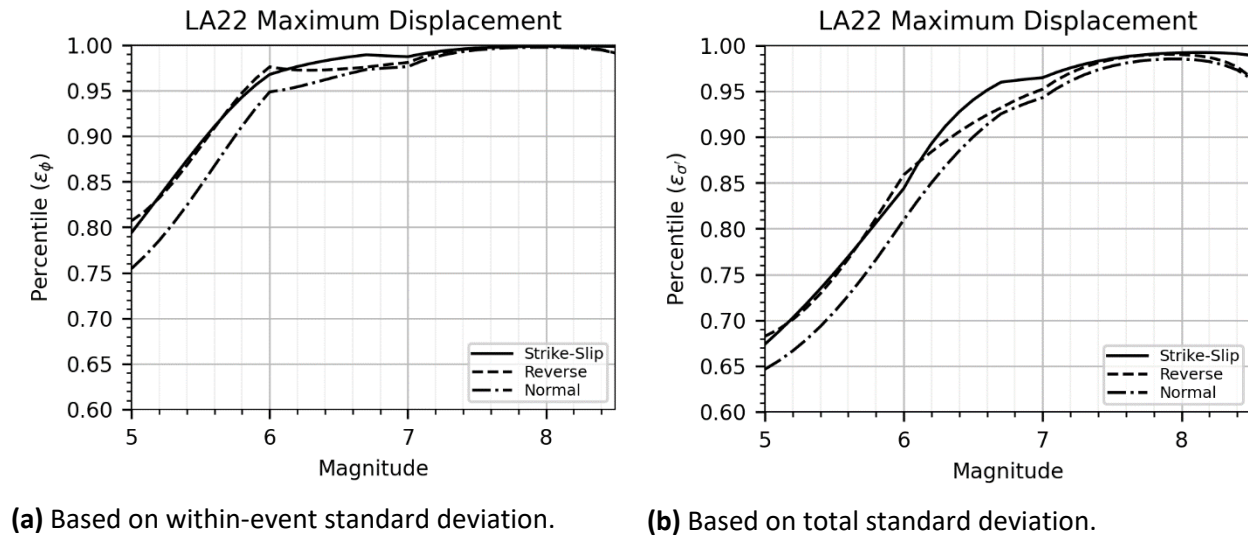 LA22 Maximum Displacement
1.00
0.95
0.90
0.85
0.80
0.75
0.70
0.65
0.60
Percentile (ε_ϕ)
5
6
7
8
Magnitude
Strike-Slip
Reverse
Normal
(a) Based on within-event standard deviation.
LA22 Maximum Displacement
1.00
0.95
0.90
0.85
0.80
0.75
0.70
0.65
0.60
Percentile (ε_σ')
5
6
7
8
Magnitude
Strike-Slip
Reverse
Normal
(b) Based on total standard deviation.